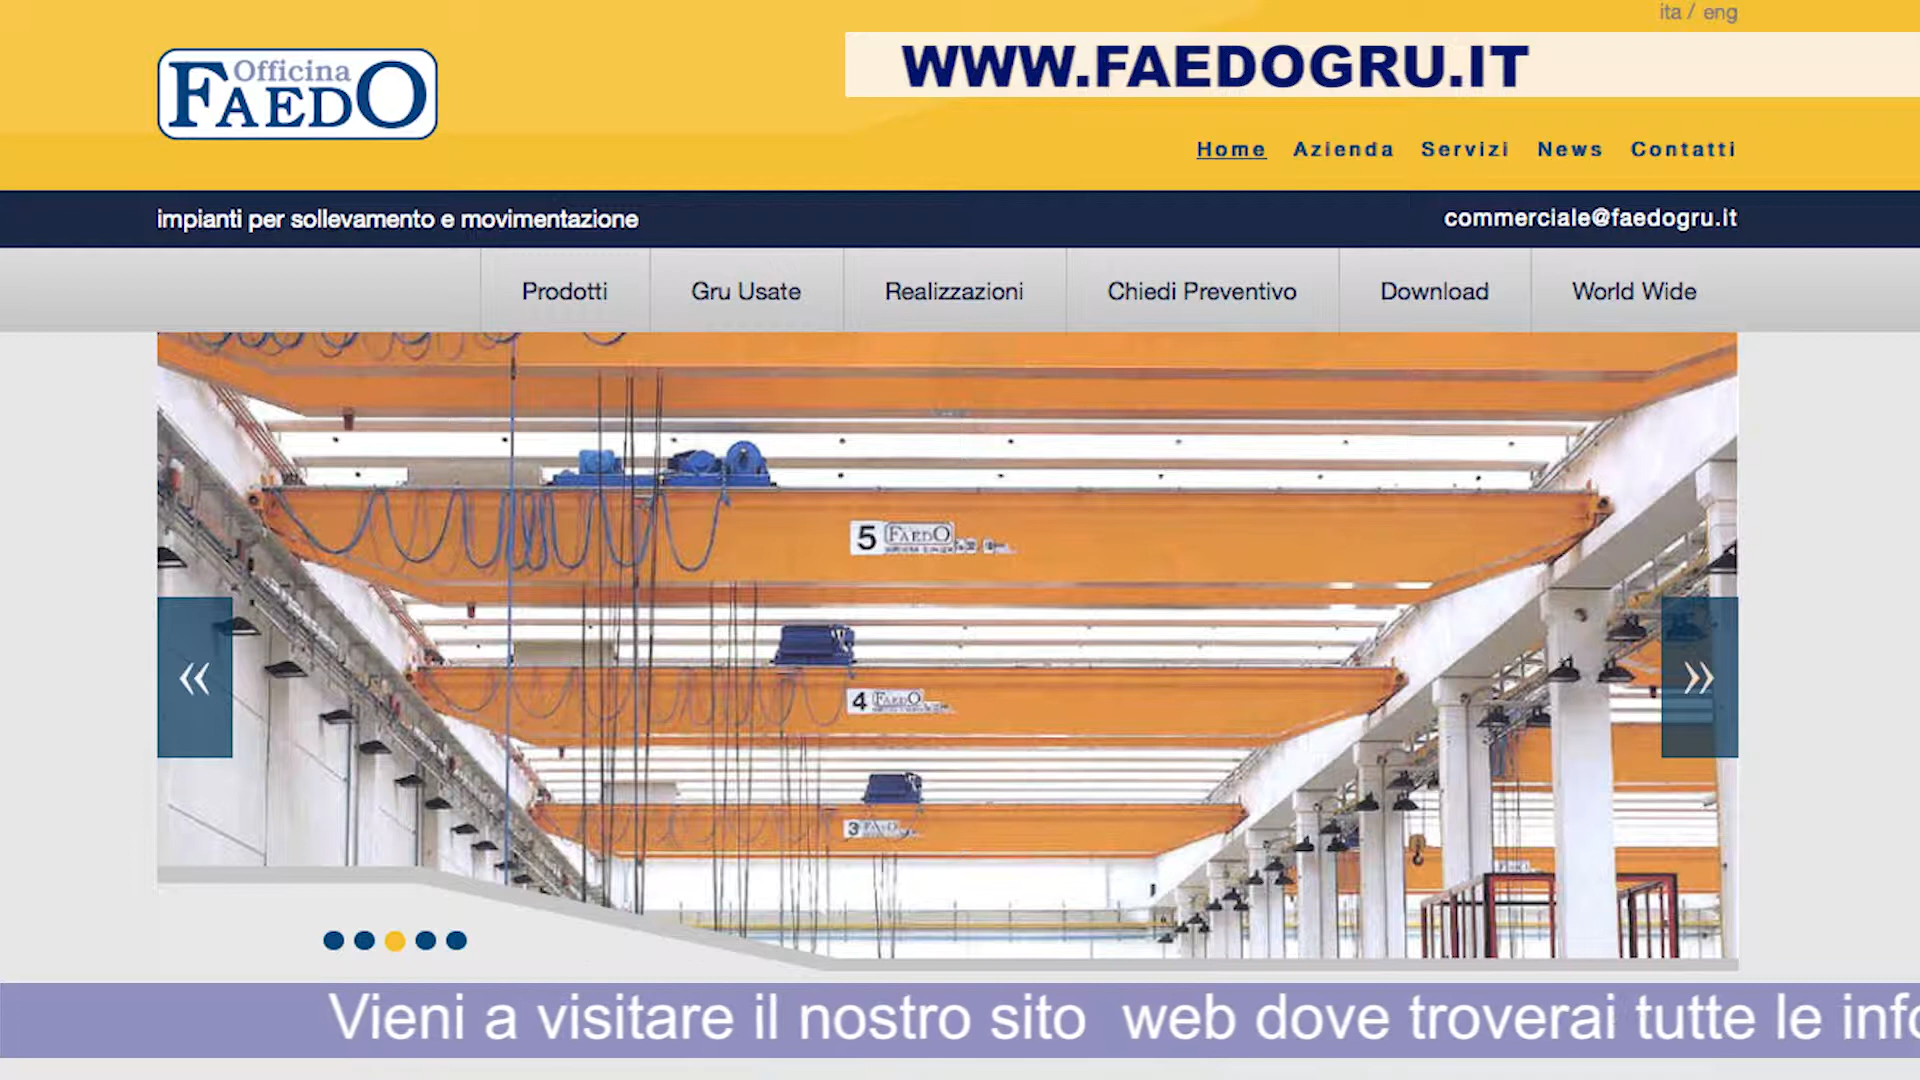 ita / eng
WWW.FAEDOGRU.IT
Officina
FAEDO
Home Azienda Servizi News Contatti
impianti per sollevamento e movimentazione
commerciale@faedogru.it
Prodotti Gru Usate Realizzazioni Chiedi Preventivo Download World Wide
5 FAEDO
4 FAEDO
3 FAEDO
Vieni a visitare il nostro sito web dove troverai tutte le info